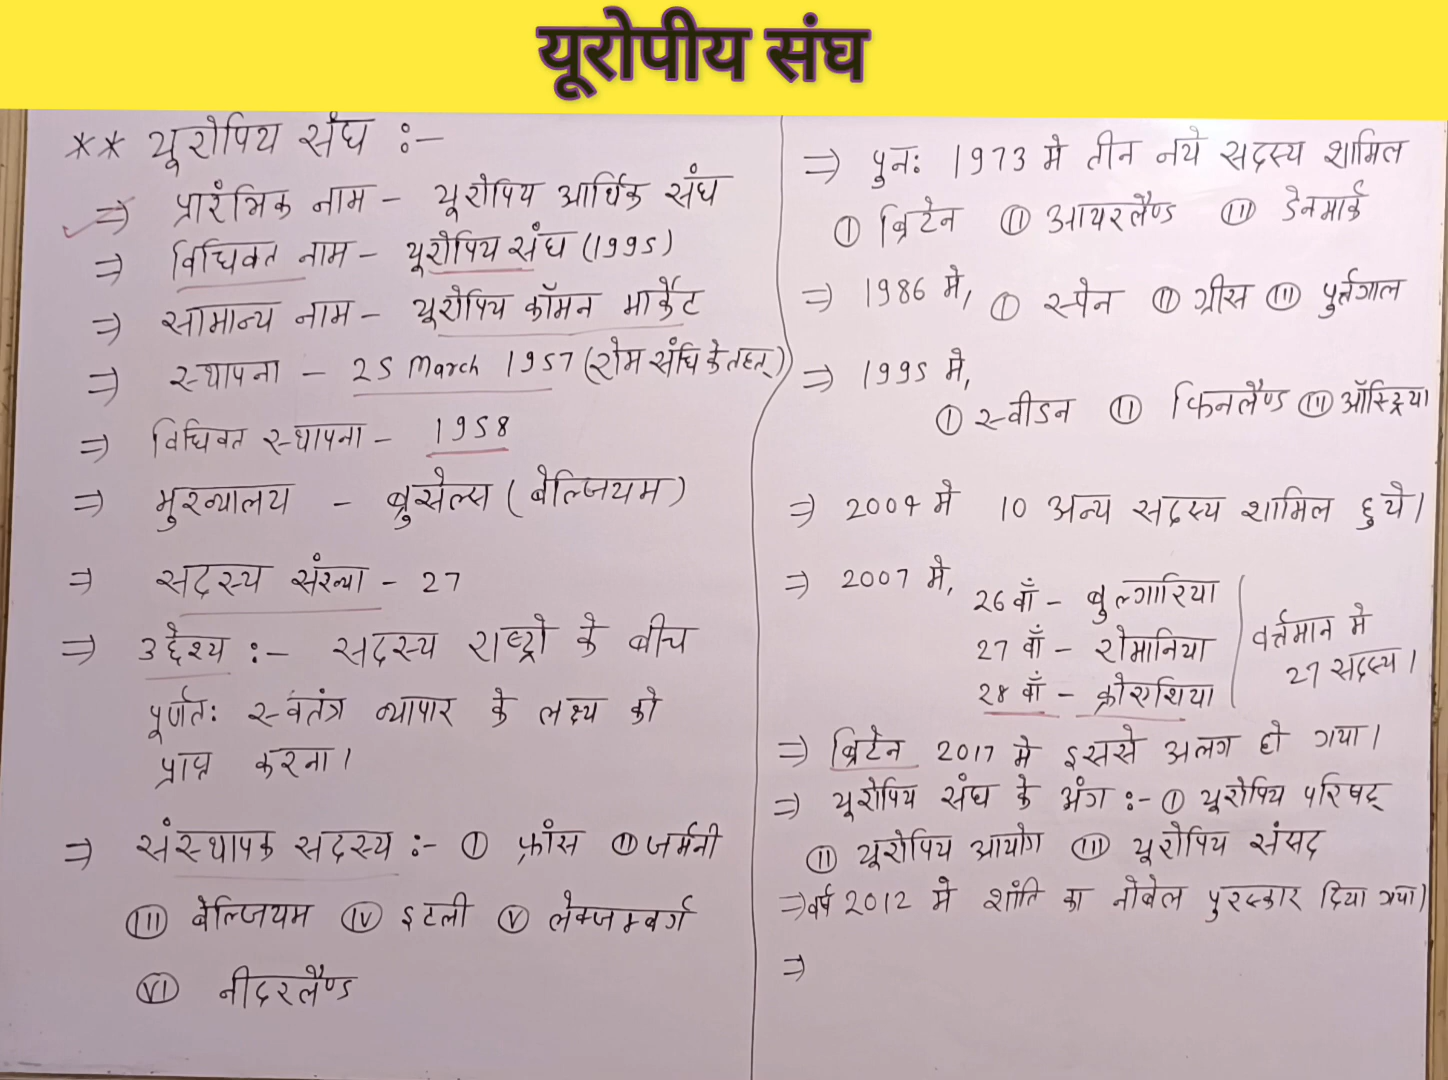 यूरोपीय संघ
** यूरोपिय संघ :-
⇒ प्रारंभिक नाम - यूरोपिय आर्थिक संघ
⇒ विधिवत नाम - यूरोपिय संघ (1995)
⇒ सामान्य नाम - यूरोपिय कॉमन मार्केट
⇒ स्थापना - 25 March 1957 (रोम संधि के तहत्)
⇒ विधिवत स्थापना - 1958
⇒ मुख्यालय - ब्रुसेल्स (बेल्जियम)
⇒ सदस्य संख्या - 27
⇒ उद्देश्य :- सदस्य राष्ट्रो के बीच
पूर्णतः स्वतंत्र व्यापार के लक्ष्य को
प्राप्त करना।
⇒ संस्थापक सदस्य :- Ⓘ फ्रांस Ⓘⓘ जर्मनी
(III) बेल्जियम (IV) इटली (V) लेक्जम्बर्ग
(VI) नीदरलैण्ड
⇒ पुनः 1973 मे तीन नये सदस्य शामिल
(I) ब्रिटेन (II) आयरलैण्ड (III) डेनमार्क
⇒ 1986 मे, (I) स्पेन (II) ग्रीस (III) पुर्तगाल
⇒ 1995 मे,
(I) स्वीडन (II) फिनलैण्ड (III) ऑस्ट्रिया
⇒ 2004 मे 10 अन्य सदस्य शामिल हुये।
⇒ 2007 मे,
26 वाँ - बुल्गारिया
27 वाँ - रोमानिया
28 वाँ - क्रोएशिया
वर्त्तमान मे
27 सदस्य।
⇒ ब्रिटेन 2017 मे इससे अलग हो गया।
⇒ यूरोपिय संघ के अंग :- (I) यूरोपिय परिषद्
(II) यूरोपिय आयोग (III) यूरोपिय संसद
⇒ वर्ष 2012 मे शांति का नोबेल पुरस्कार दिया गया।
⇒